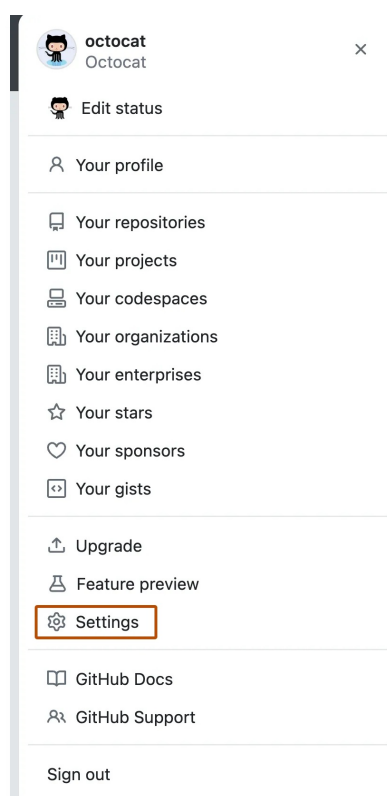 octocat
Octocat
Edit status
Your profile
Your repositories
Your projects
Your codespaces
Your organizations
Your enterprises
Your stars
Your sponsors
Your gists
Upgrade
Feature preview
Settings
GitHub Docs
GitHub Support
Sign out